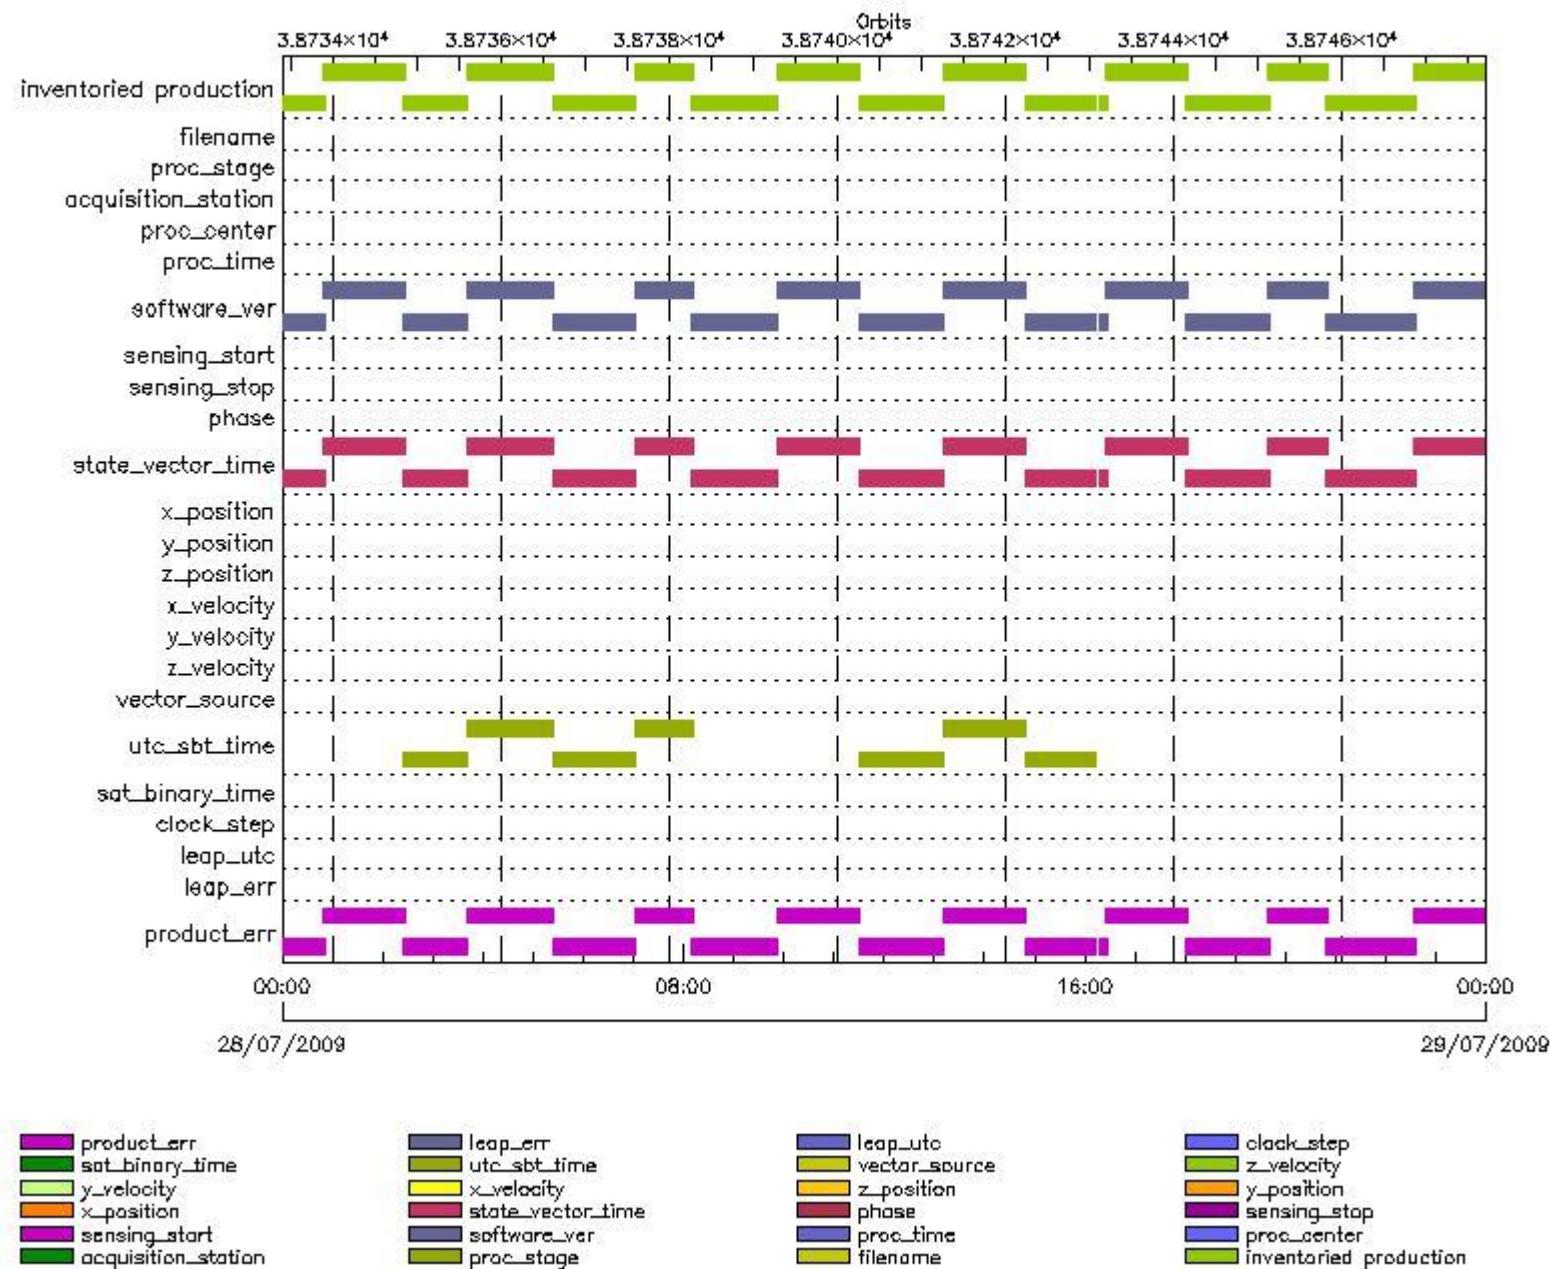 Orbits
3.8734×10⁴ 3.8736×10⁴ 3.8738×10⁴ 3.8740×10⁴ 3.8742×10⁴ 3.8744×10⁴ 3.8746×10⁴
inventoried production
filename
proc_stage
acquisition_station
proc_center
proc_time
software_ver
sensing_start
sensing_stop
phase
state_vector_time
x_position
y_position
z_position
x_velocity
y_velocity
z_velocity
vector_source
utc_sbt_time
sat_binary_time
clock_step
leap_utc
leap_err
product_err
00:00 08:00 16:00 00:00
28/07/2009 29/07/2009
product_err leap_err leap_utc clock_step
sat_binary_time utc_sbt_time vector_source z_velocity
y_velocity x_velocity z_position y_position
x_position state_vector_time phase sensing_stop
sensing_start software_ver proc_time proc_center
acquisition_station proc_stage filename inventoried production